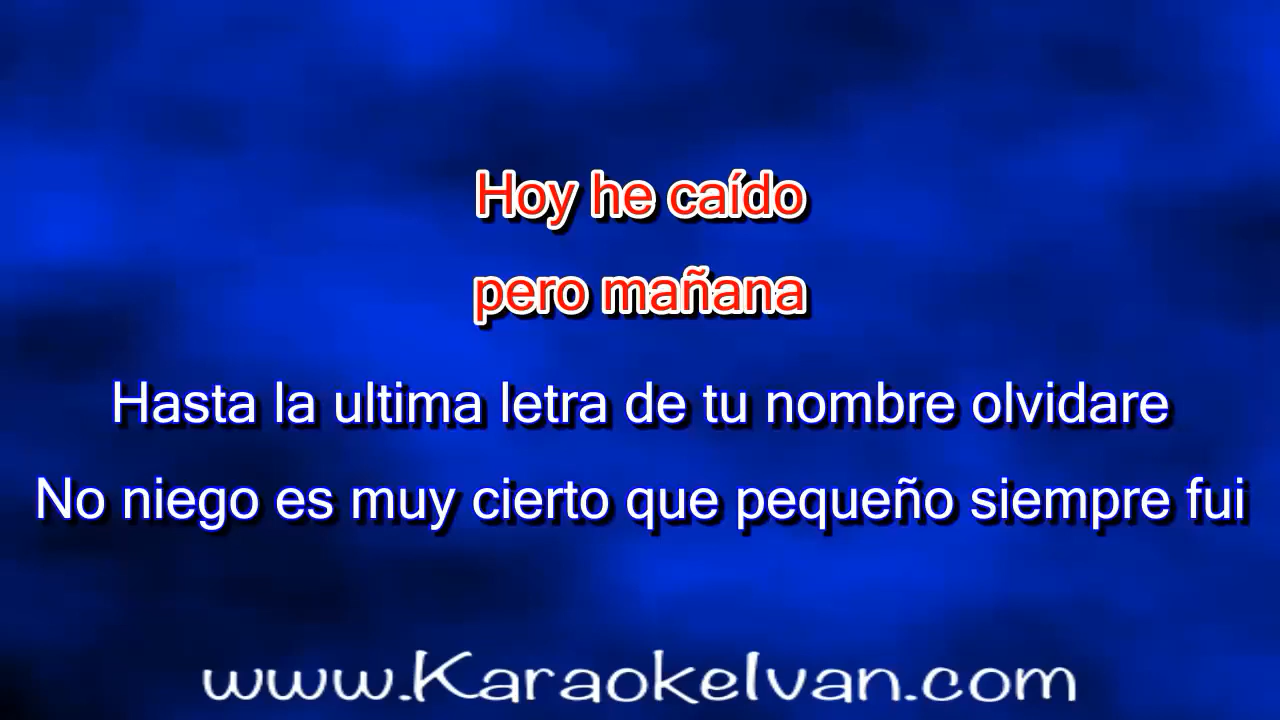 Hoy he caído
pero mañana
Hasta la ultima letra de tu nombre olvidare
No niego es muy cierto que pequeño siempre fui
www.KaraokeIvan.com